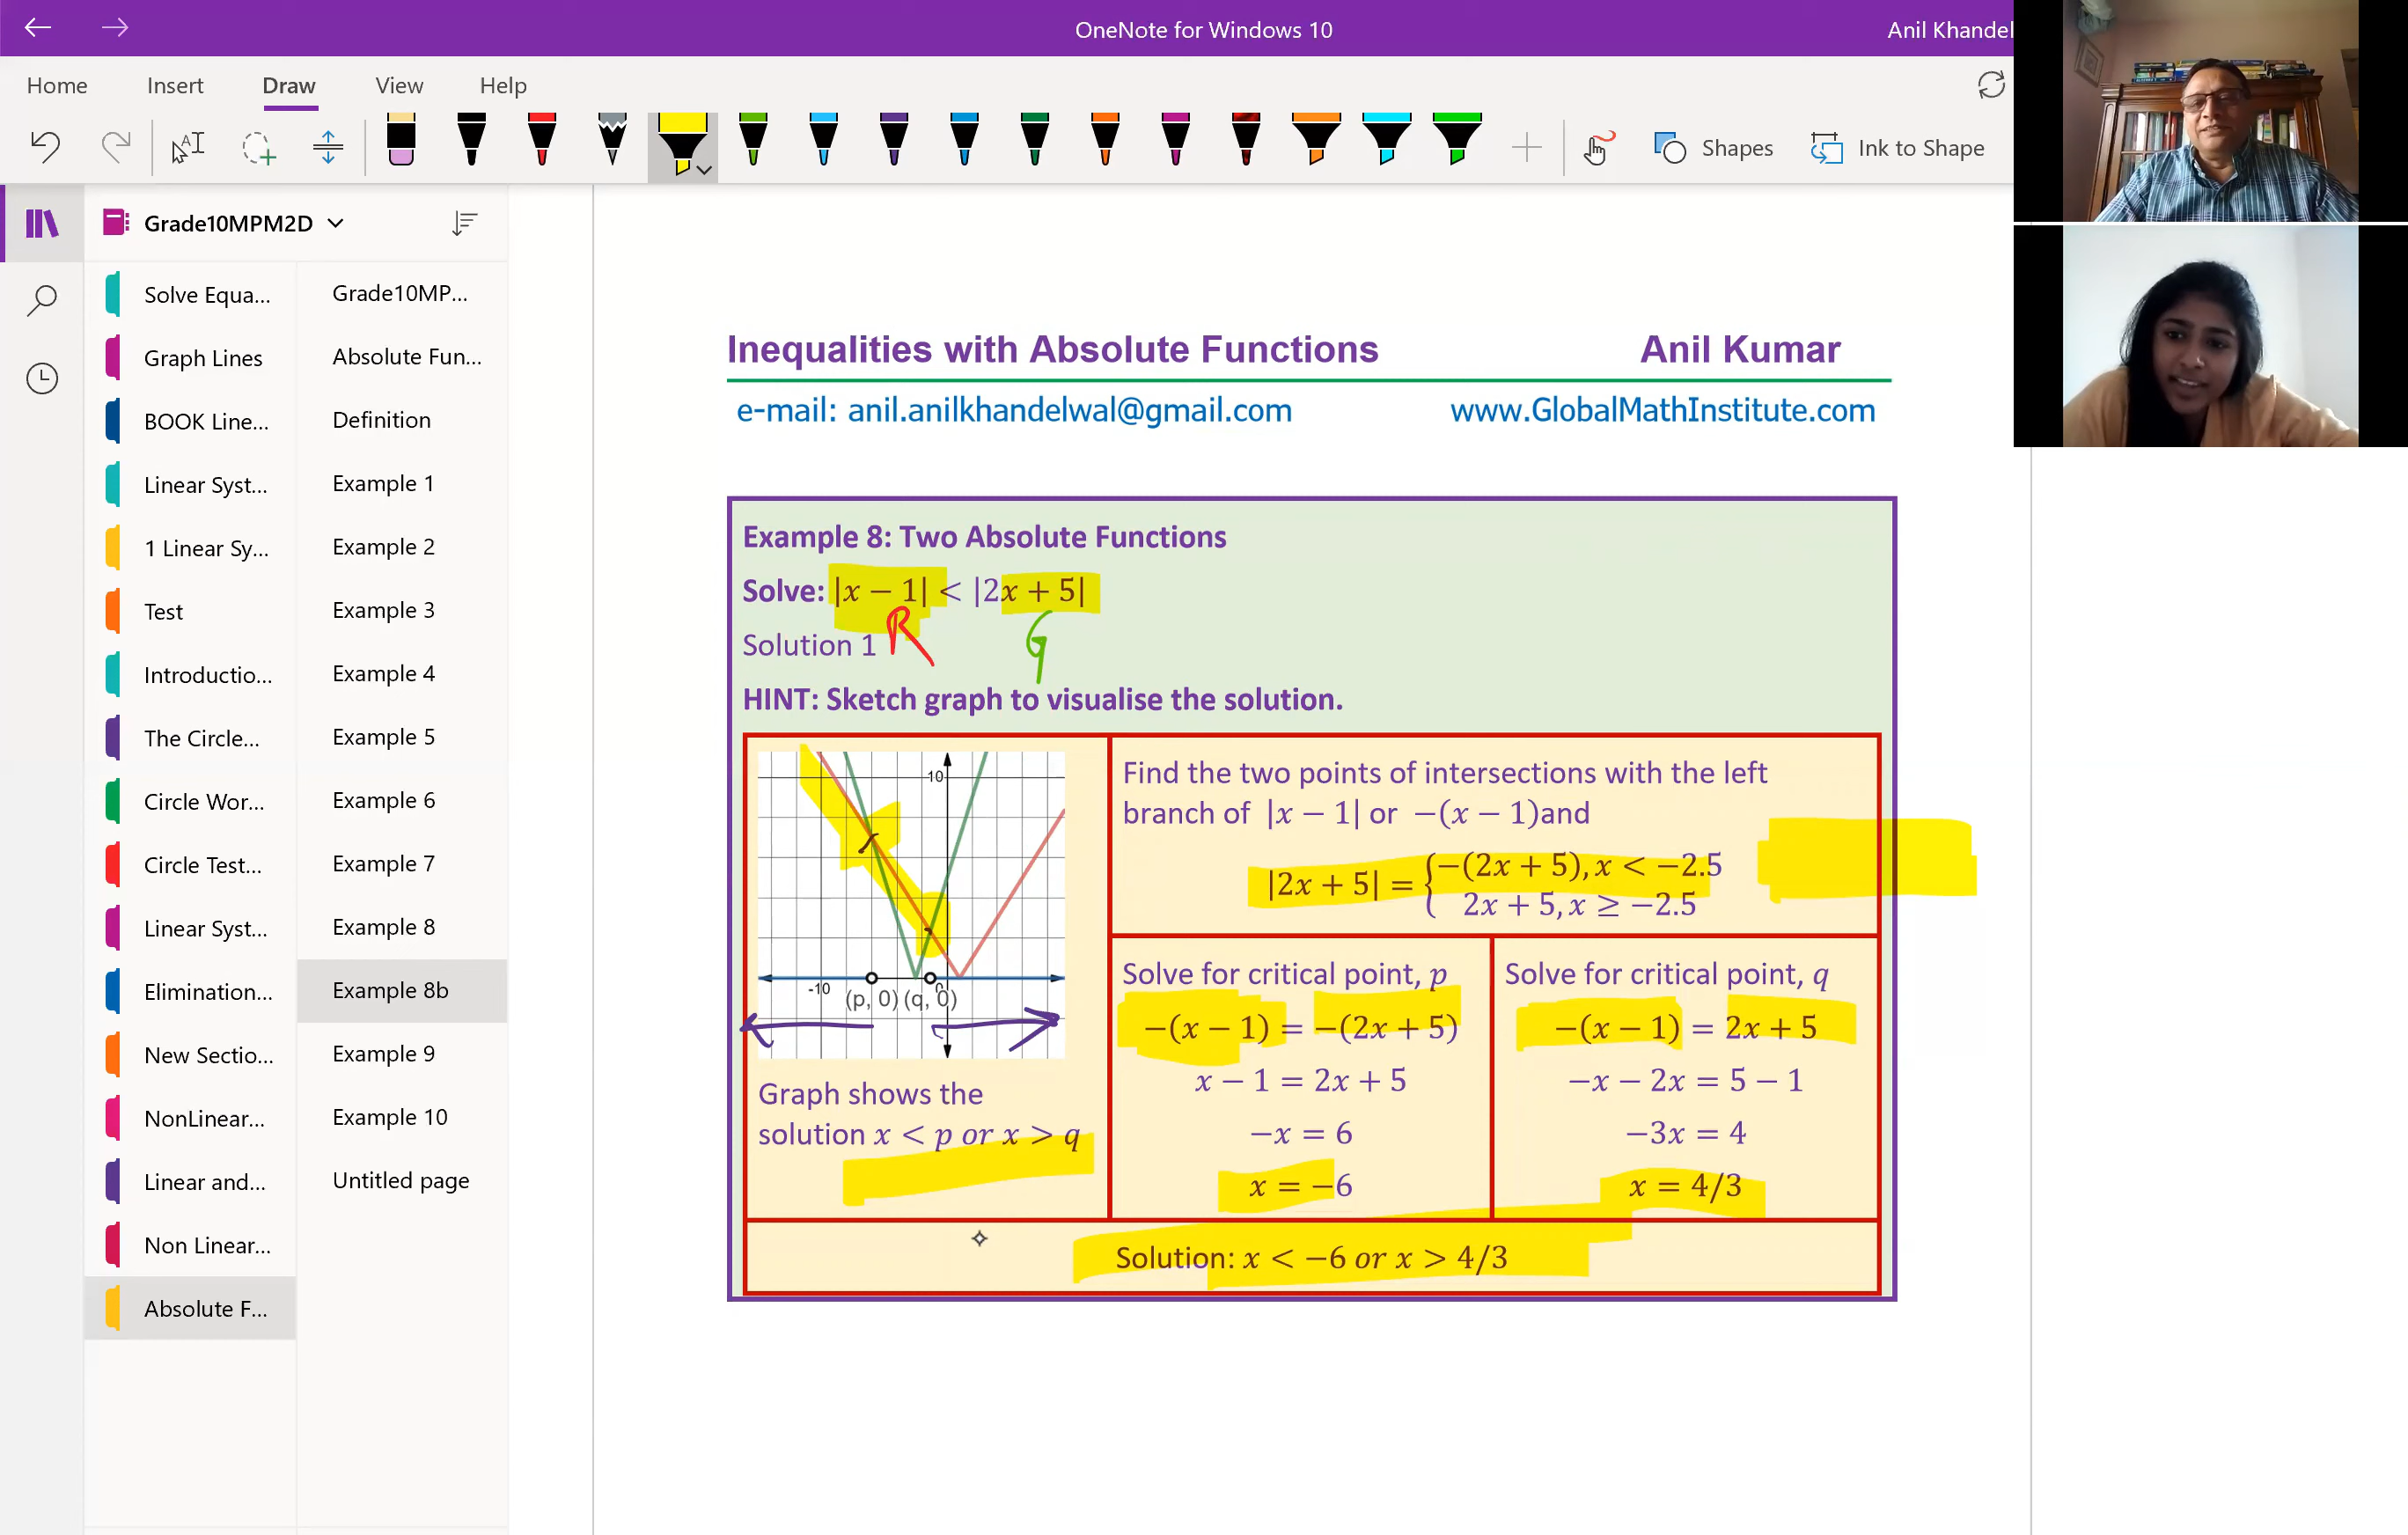 OneNote for Windows 10
Anil Khandel
Home Insert Draw View Help
Shapes Ink to Shape
Grade10MPM2D
Solve Equa...
Graph Lines
BOOK Line...
Linear Syst...
1 Linear Sy...
Test
Introductio...
The Circle...
Circle Wor...
Circle Test...
Linear Syst...
Elimination...
New Sectio...
NonLinear...
Linear and...
Non Linear...
Absolute F...
Grade10MP...
Absolute Fun...
Definition
Example 1
Example 2
Example 3
Example 4
Example 5
Example 6
Example 7
Example 8
Example 8b
Example 9
Example 10
Untitled page
Inequalities with Absolute Functions Anil Kumar
e-mail: anil.anilkhandelwal@gmail.com www.GlobalMathInstitute.com
Example 8: Two Absolute Functions
Solve: |x − 1| < |2x + 5|
R G
Solution 1
HINT: Sketch graph to visualise the solution.
10
-10 0
(p, 0) (q, 0)
Graph shows the
solution x < p or x > q
Find the two points of intersections with the left
branch of |x − 1| or −(x − 1)and
|2x + 5| = { −(2x + 5), x < −2.5
2x + 5, x ≥ −2.5
Solve for critical point, p
−(x − 1) = −(2x + 5)
x − 1 = 2x + 5
−x = 6
x = −6
Solve for critical point, q
−(x − 1) = 2x + 5
−x − 2x = 5 − 1
−3x = 4
x = 4/3
Solution: x < −6 or x > 4/3